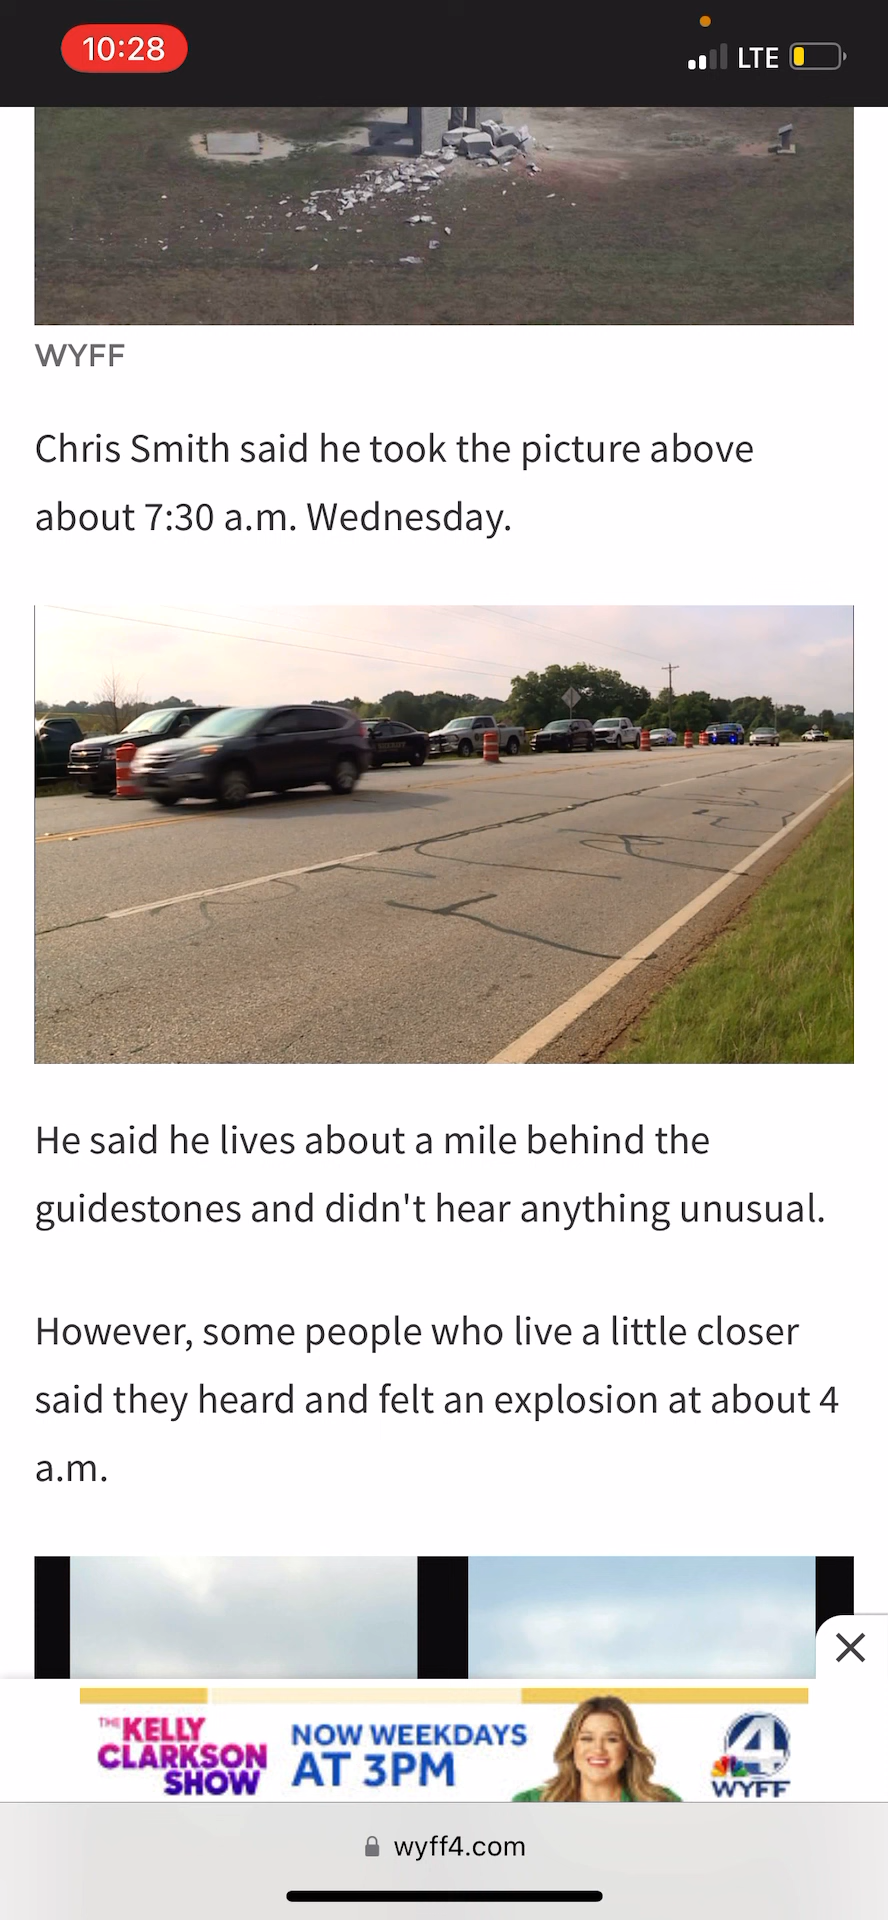 10:28
LTE
WYFF
Chris Smith said he took the picture above
about 7:30 a.m. Wednesday.
He said he lives about a mile behind the
guidestones and didn't hear anything unusual.
However, some people who live a little closer
said they heard and felt an explosion at about 4
a.m.
THE KELLY
CLARKSON
SHOW
NOW WEEKDAYS
AT 3PM
4
WYFF
wyff4.com